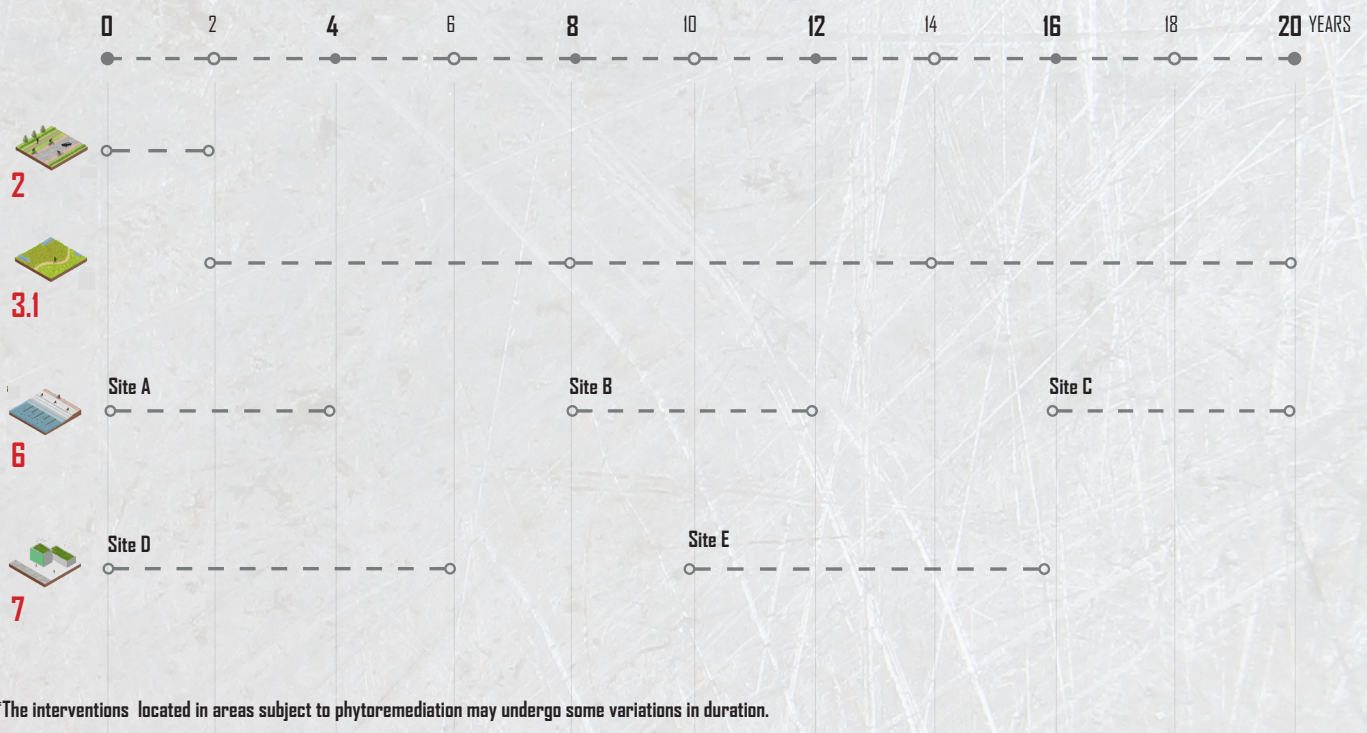 0 2 4 6 8 10 12 14 16 18 20 YEARS
2
3.1
Site A Site B Site C
6
Site D Site E
7
*The interventions located in areas subject to phytoremediation may undergo some variations in duration.